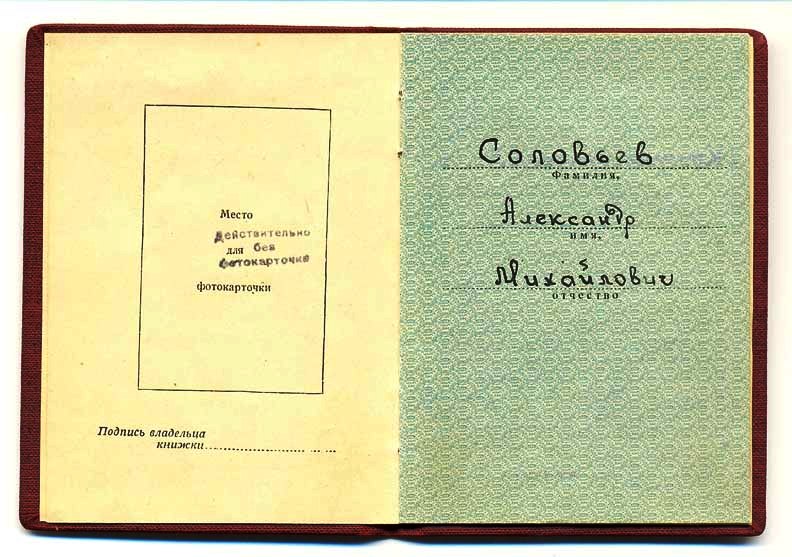 Место
Действительно
для без
фотокарточки
фотокарточки
Подпись владельца
книжки
Соловьев
Фамилия,
Александр
имя,
Михайлович
отчество